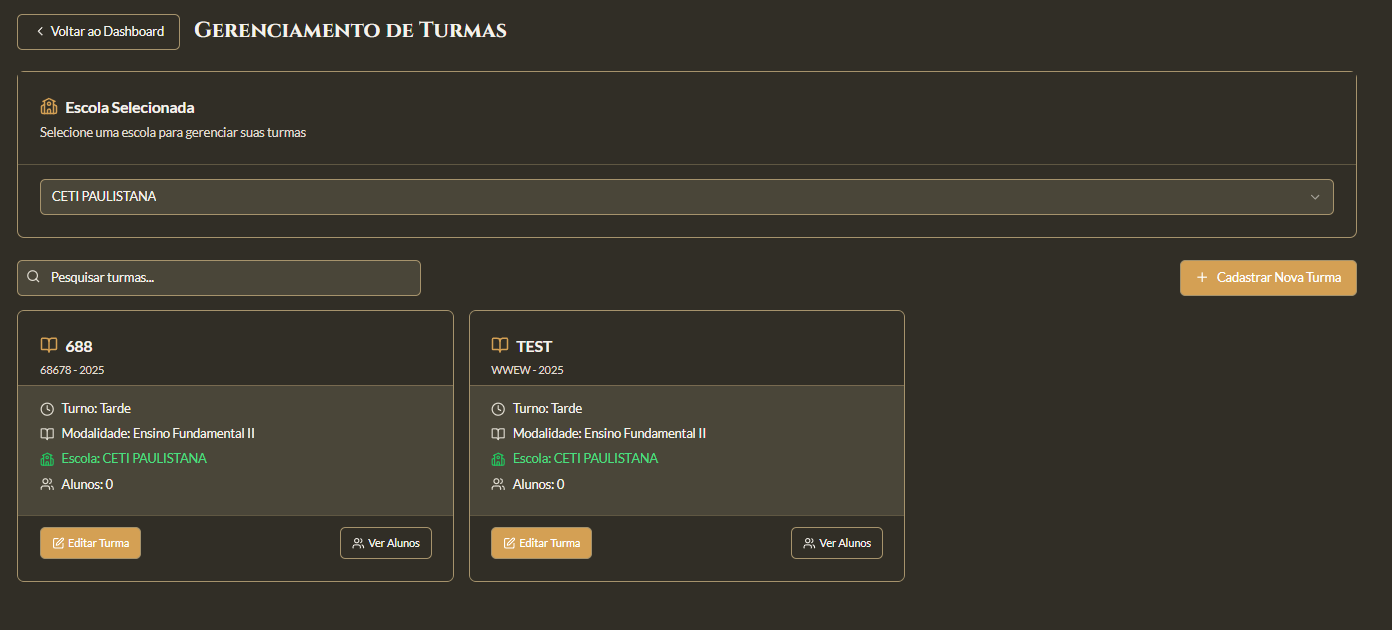 Voltar ao Dashboard
Gerenciamento de Turmas
Escola Selecionada
Selecione uma escola para gerenciar suas turmas
CETI PAULISTANA
Pesquisar turmas...
Cadastrar Nova Turma
688
68678 - 2025
Turno: Tarde
Modalidade: Ensino Fundamental II
Escola: CETI PAULISTANA
Alunos: 0
Editar Turma
Ver Alunos
TEST
WWEW - 2025
Turno: Tarde
Modalidade: Ensino Fundamental II
Escola: CETI PAULISTANA
Alunos: 0
Editar Turma
Ver Alunos